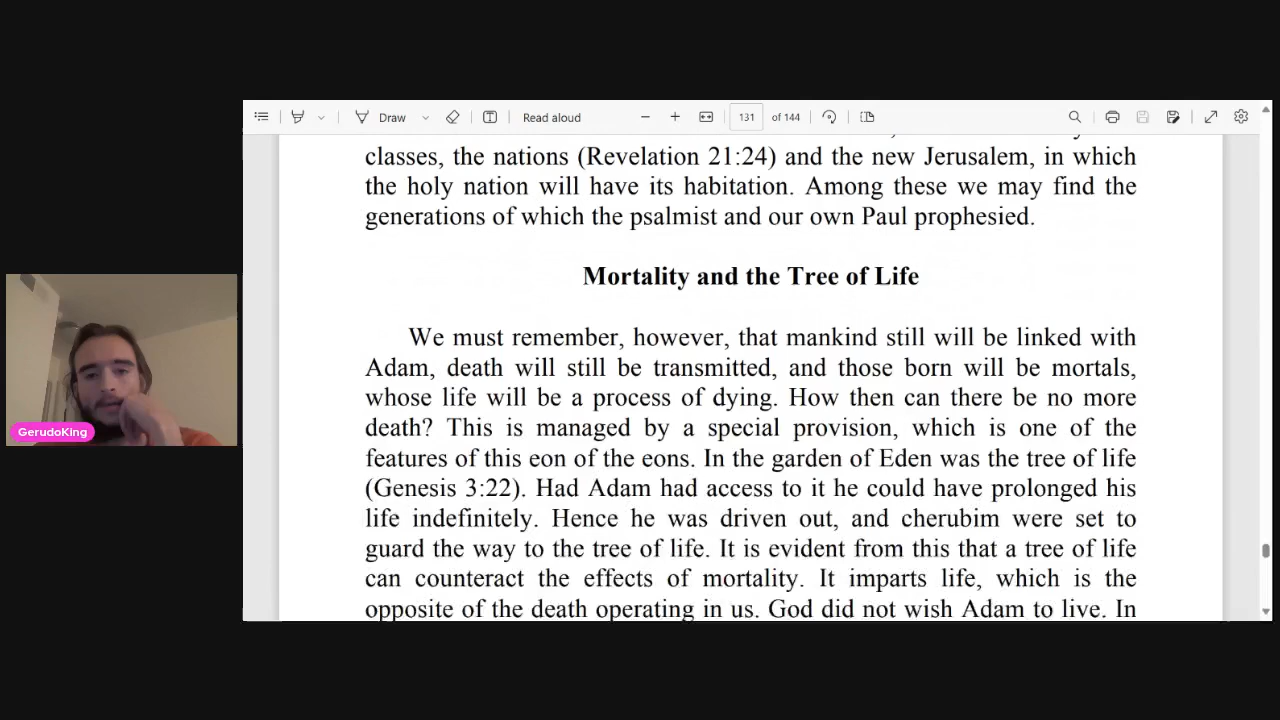 Draw
Read aloud
131 of 144
classes, the nations (Revelation 21:24) and the new Jerusalem, in which
the holy nation will have its habitation. Among these we may find the
generations of which the psalmist and our own Paul prophesied.
Mortality and the Tree of Life
We must remember, however, that mankind still will be linked with
Adam, death will still be transmitted, and those born will be mortals,
whose life will be a process of dying. How then can there be no more
death? This is managed by a special provision, which is one of the
features of this eon of the eons. In the garden of Eden was the tree of life
(Genesis 3:22). Had Adam had access to it he could have prolonged his
life indefinitely. Hence he was driven out, and cherubim were set to
guard the way to the tree of life. It is evident from this that a tree of life
can counteract the effects of mortality. It imparts life, which is the
opposite of the death operating in us. God did not wish Adam to live. In
GerudoKing